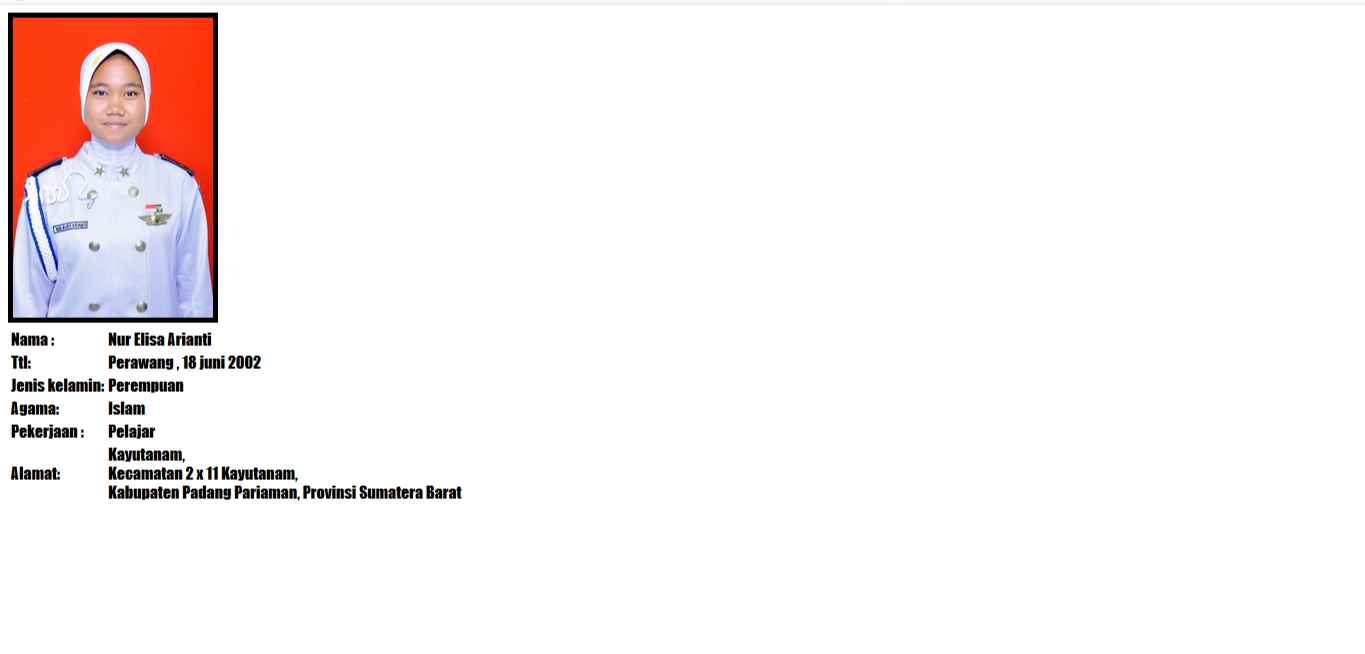 Nama : Nur Elisa Arianti
Ttl: Perawang , 18 juni 2002
Jenis kelamin: Perempuan
Agama: Islam
Pekerjaan : Pelajar
Kayutanam,
Alamat: Kecamatan 2 x 11 Kayutanam,
Kabupaten Padang Pariaman, Provinsi Sumatera Barat